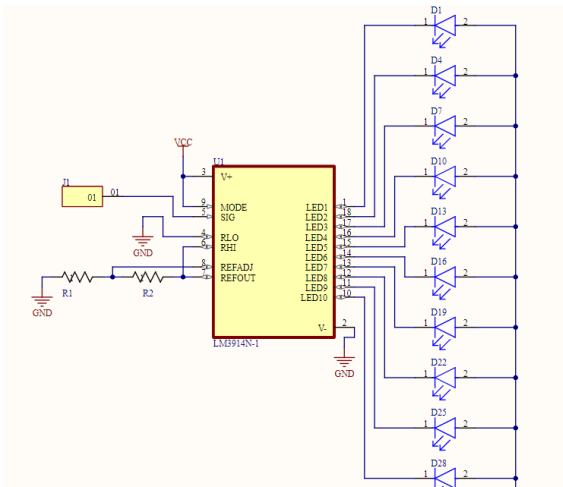 D1
1 2
D4
1 2
D7
1 2
VCC
U1
D10
1 2
3 V+
J1
01 01
9 MODE LED1 1
5 SIG LED2 18
D13
1 2
LED3 17
4 RLO LED4 16
GND
6 RHI LED5 15
LED6 14
D16
1 2
8 REFADJ LED7 13
7 REFOUT LED8 12
LED9 11
R1 R2
LED10 10
GND
D19
1 2
V- 2
LM3914N-1
GND
D22
1 2
D25
1 2
D28
1 2